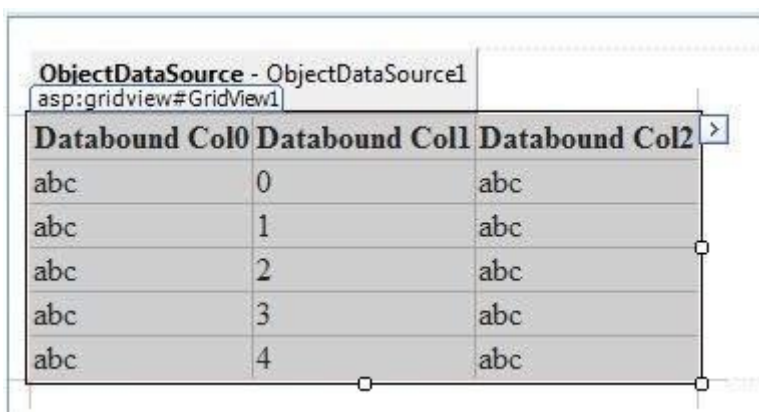 ObjectDataSource - ObjectDataSource1
asp:gridview#GridView1
Databound Col0 Databound Col1 Databound Col2
abc 0 abc
abc 1 abc
abc 2 abc
abc 3 abc
abc 4 abc